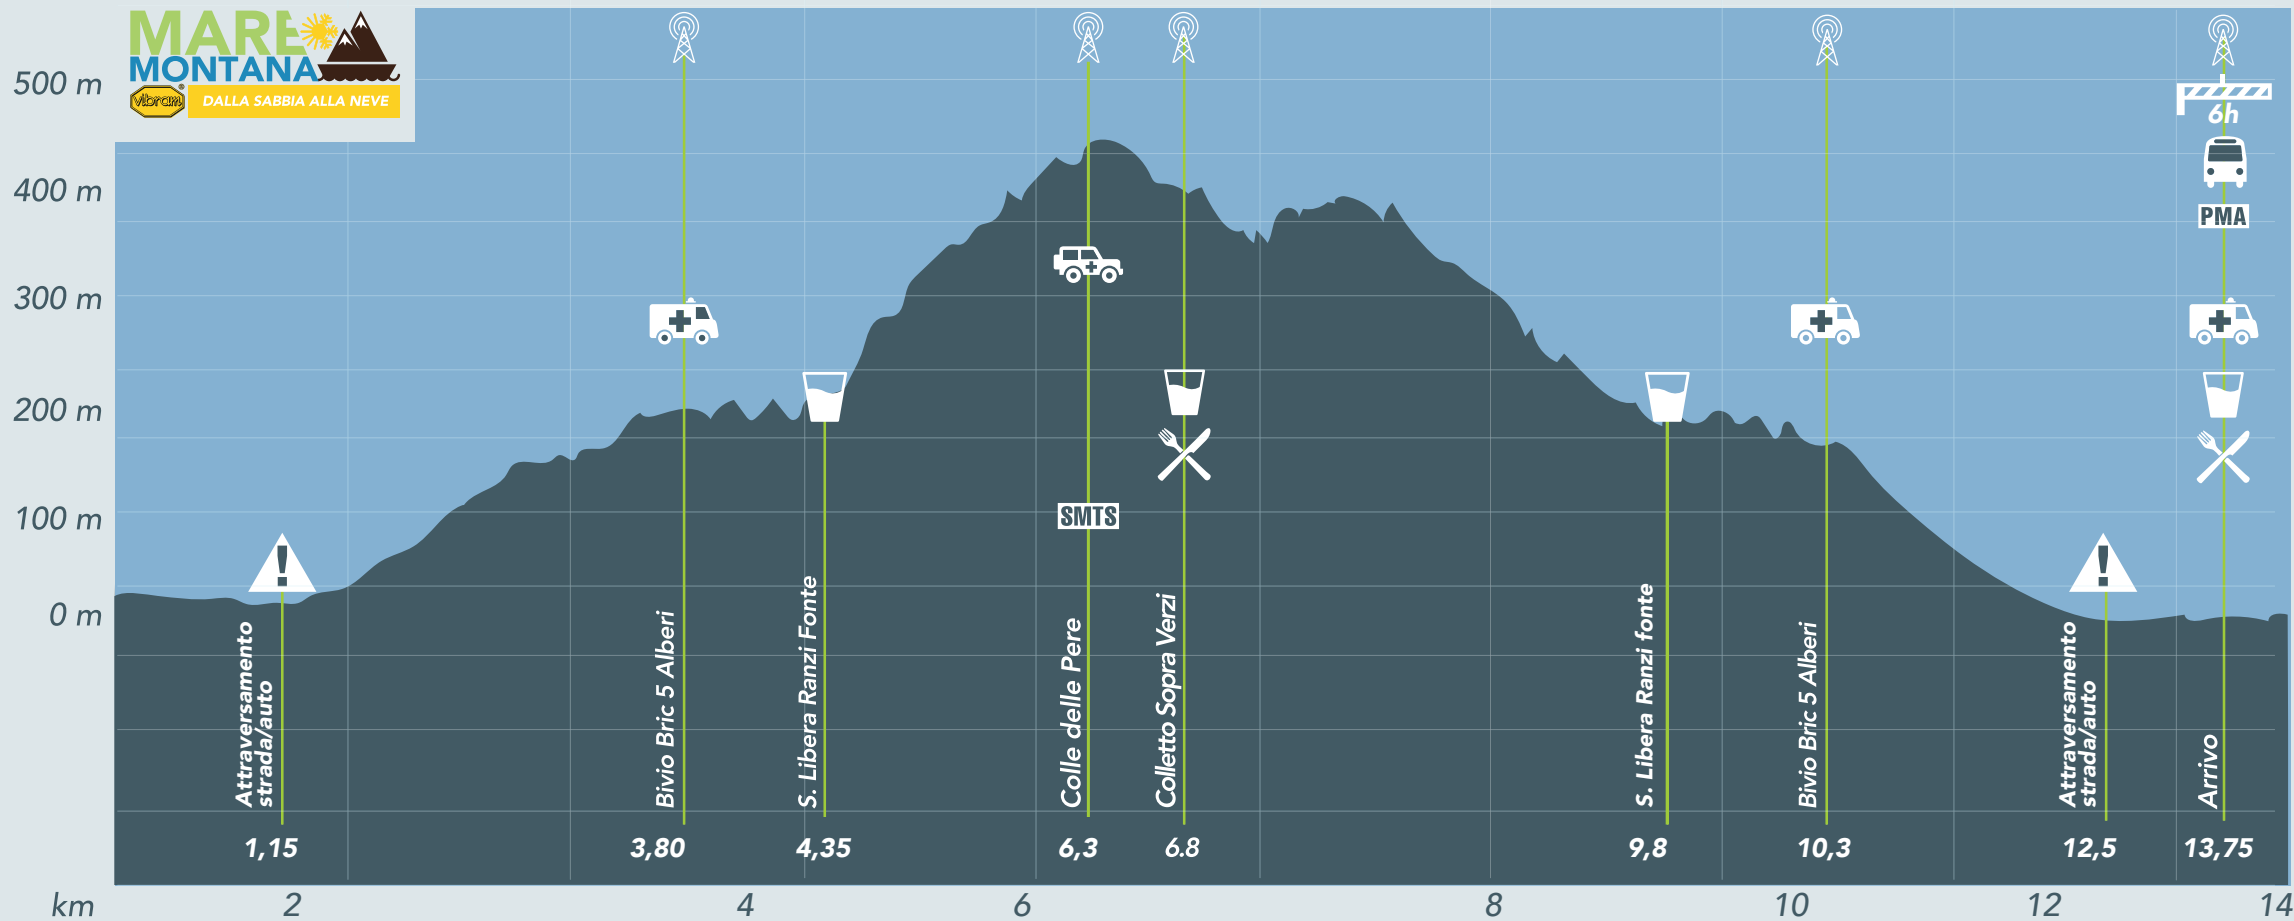 MARE
MONTANA
vibram® DALLA SABBIA ALLA NEVE
500 m
400 m
300 m
200 m
100 m
0 m
6h
PMA
SMTS
Attraversamento
strada/auto
Bivio Bric 5 Alberi
S. Libera Ranzi Fonte
Colle delle Pere
Colletto Sopra Verzi
S. Libera Ranzi fonte
Bivio Bric 5 Alberi
Attraversamento
strada/auto
Arrivo
1,15 3,80 4,35 6,3 6.8 9,8 10,3 12,5 13,75
km 2 4 6 8 10 12 14